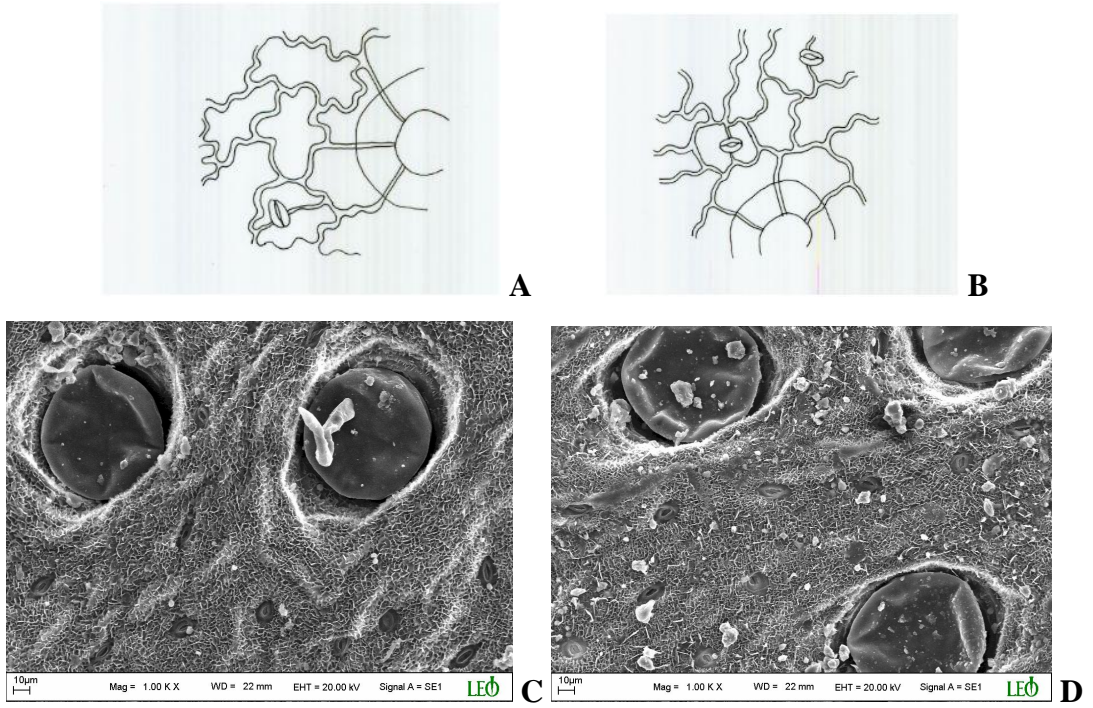 A
B
10µm
Mag = 1.00 K X WD = 22 mm EHT = 20.00 kV Signal A = SE1 LEO C
10µm
Mag = 1.00 K X WD = 22 mm EHT = 20.00 kV Signal A = SE1 LEO D